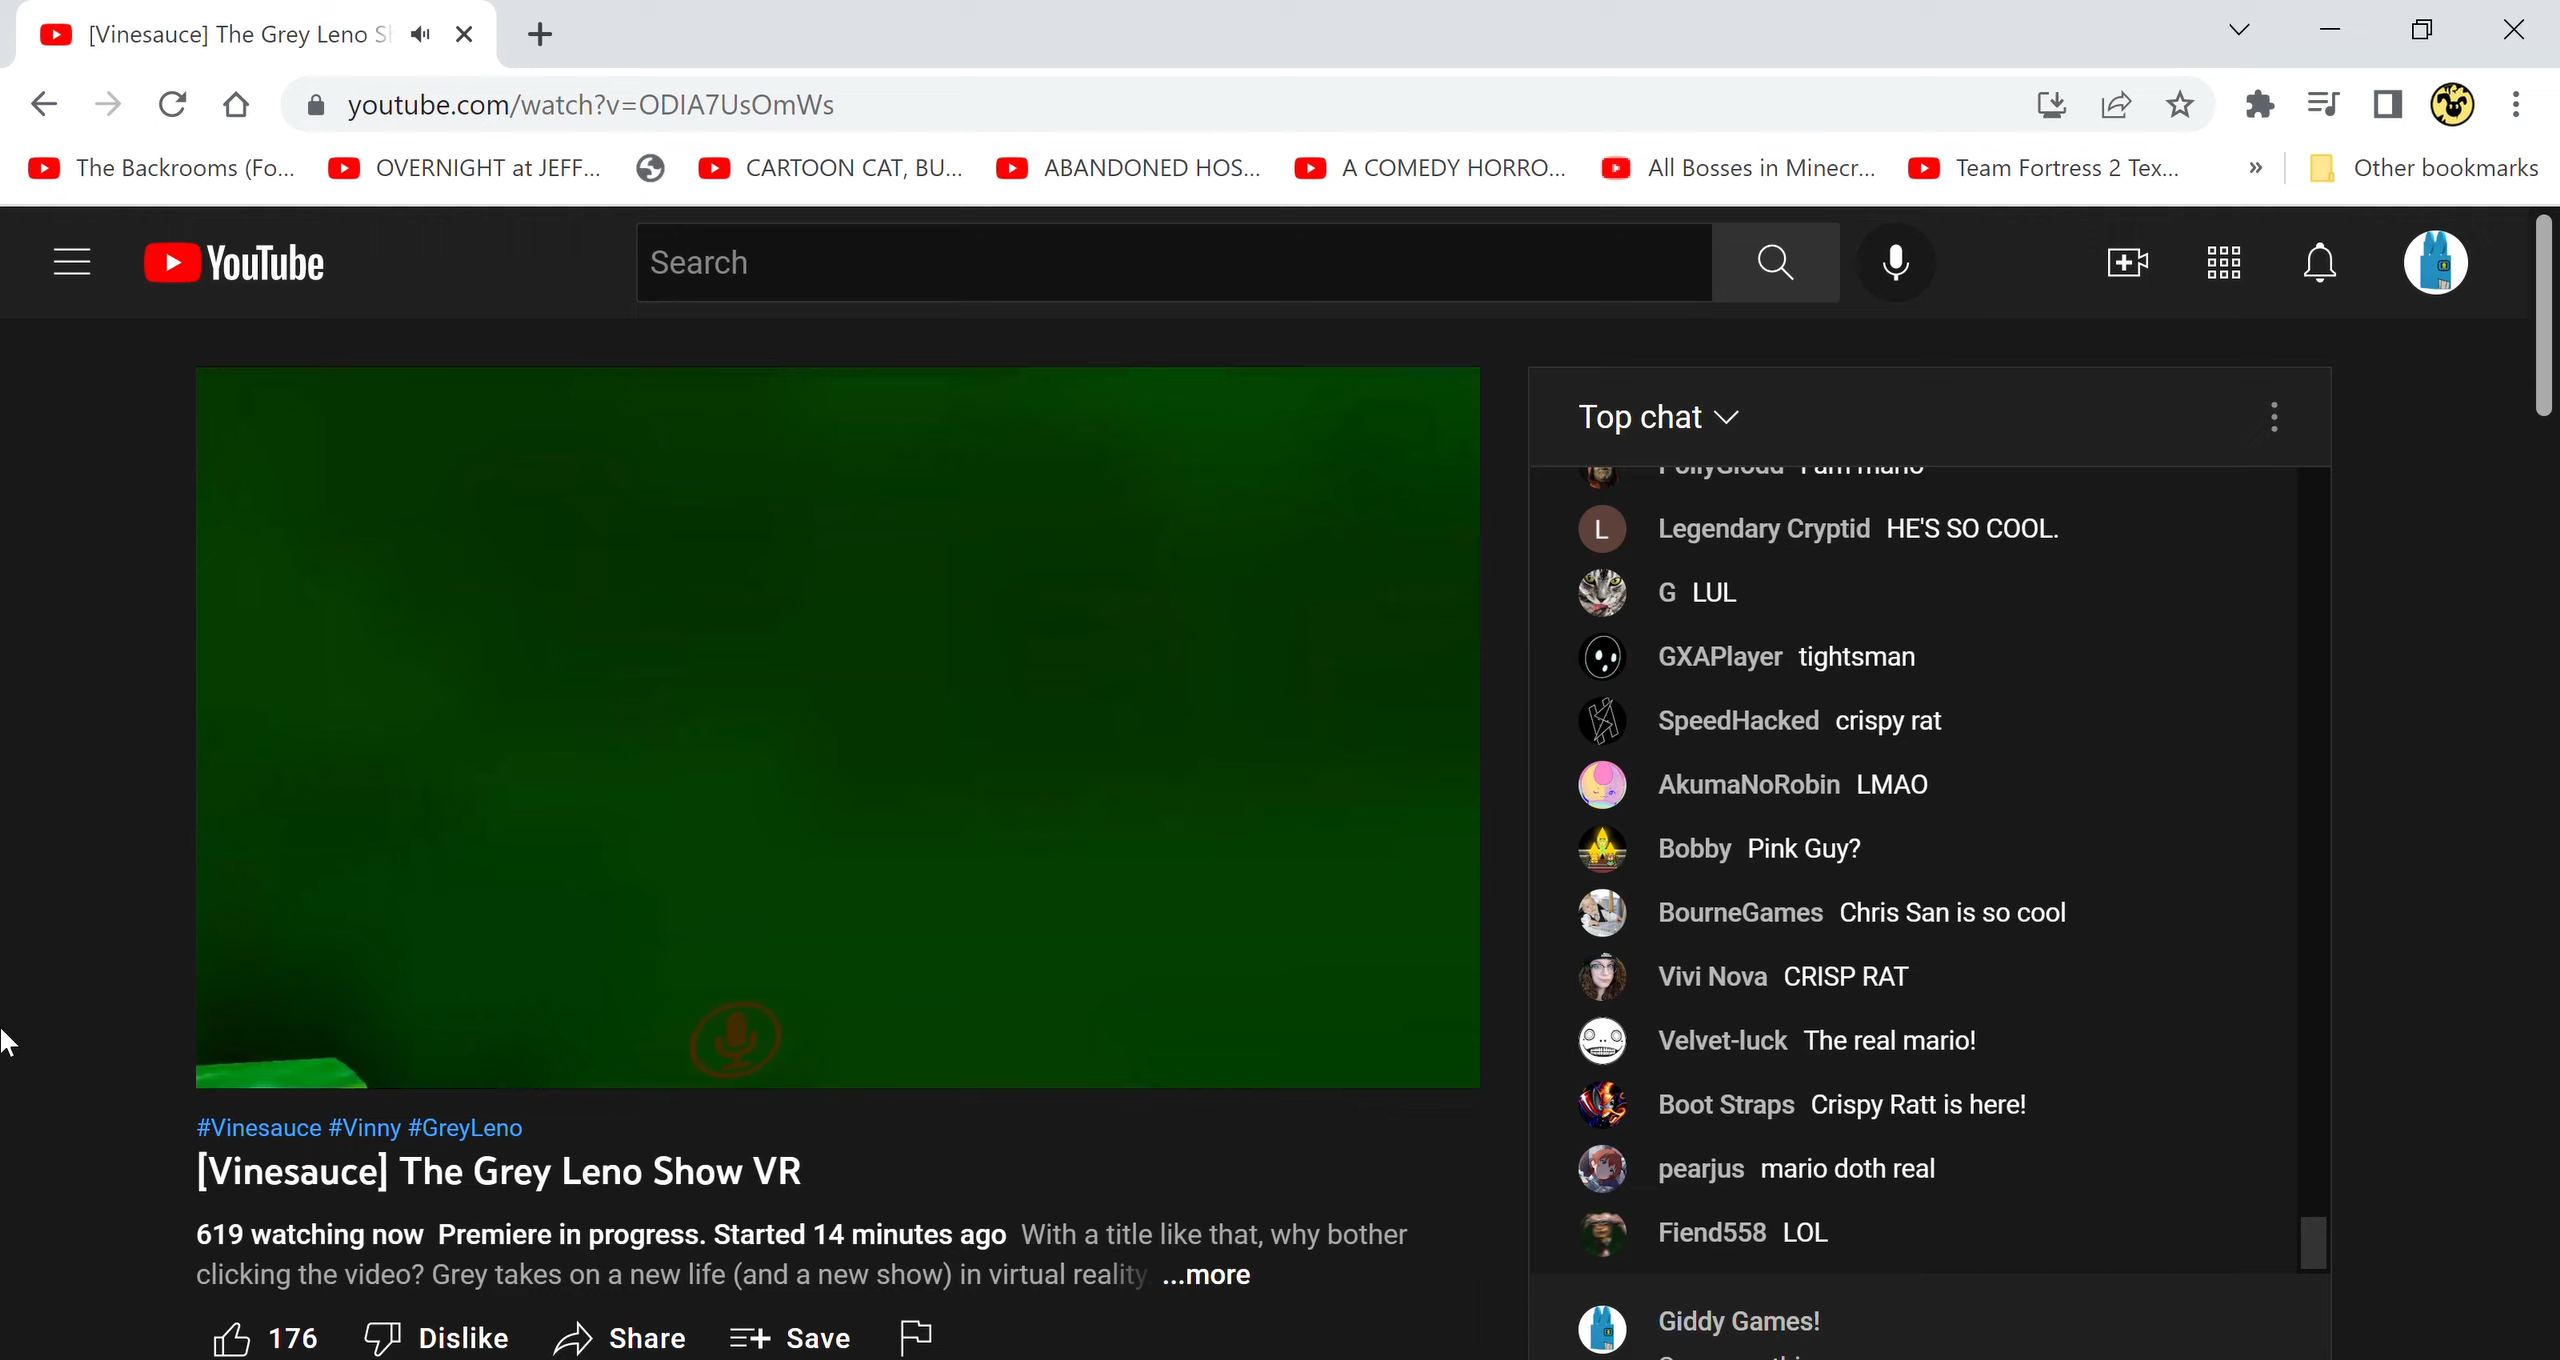 [Vinesauce] The Grey Leno S
youtube.com/watch?v=ODIA7UsOmWs
The Backrooms (Fo...
OVERNIGHT at JEFF...
CARTOON CAT, BU...
ABANDONED HOS...
A COMEDY HORRO...
All Bosses in Minecr...
Team Fortress 2 Tex...
»
Other bookmarks
YouTube
Search
#Vinesauce #Vinny #GreyLeno
[Vinesauce] The Grey Leno Show VR
619 watching now Premiere in progress. Started 14 minutes ago With a title like that, why bother
clicking the video? Grey takes on a new life (and a new show) in virtual reality ...more
176
Dislike
Share
Save
Top chat
L Legendary Cryptid HE'S SO COOL.
G LUL
GXAPlayer tightsman
SpeedHacked crispy rat
AkumaNoRobin LMAO
Bobby Pink Guy?
BourneGames Chris San is so cool
Vivi Nova CRISP RAT
Velvet-luck The real mario!
Boot Straps Crispy Ratt is here!
pearjus mario doth real
Fiend558 LOL
Giddy Games!